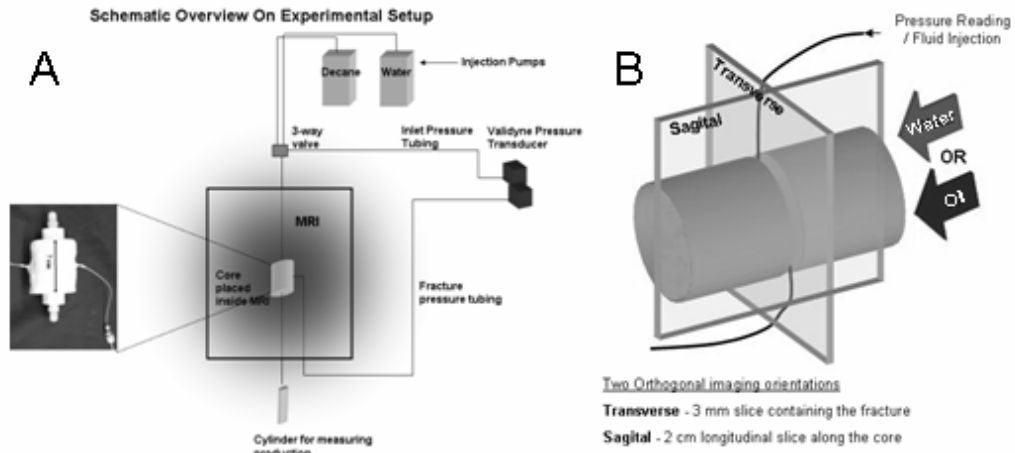 Schematic Overview On Experimental Setup
A
Decane
Water
Injection Pumps
3-way
valve
Inlet Pressure
Tubing
Validyne Pressure
Transducer
MRI
Core
placed
inside MRI
Fracture
pressure tubing
Cylinder for measuring
production
B
Pressure Reading
/ Fluid Injection
Transverse
Sagital
Water
OR
Oil
Two Orthogonal imaging orientations
Transverse - 3 mm slice containing the fracture
Sagital - 2 cm longitudinal slice along the core